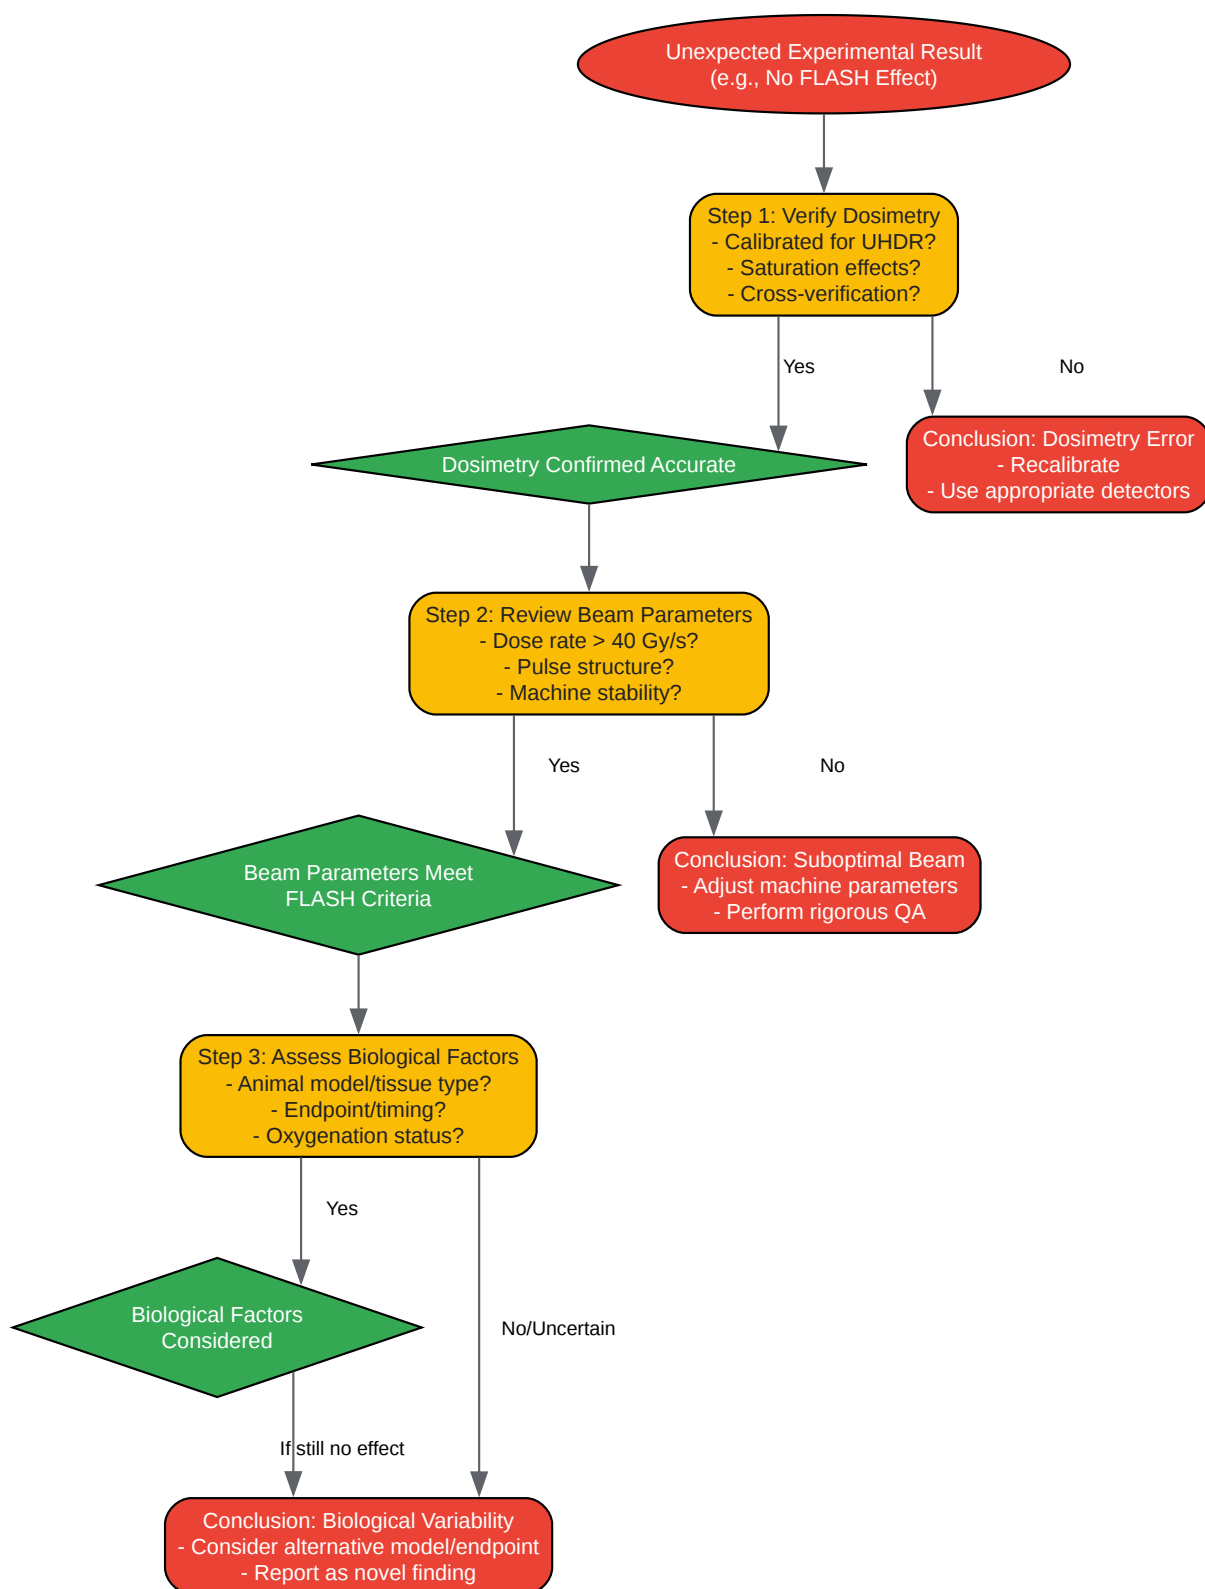 Unexpected Experimental Result
(e.g., No FLASH Effect)
Step 1: Verify Dosimetry
- Calibrated for UHDR?
- Saturation effects?
- Cross-verification?
Yes
No
Dosimetry Confirmed Accurate
Conclusion: Dosimetry Error
- Recalibrate
- Use appropriate detectors
Step 2: Review Beam Parameters
- Dose rate > 40 Gy/s?
- Pulse structure?
- Machine stability?
Yes
No
Beam Parameters Meet
FLASH Criteria
Conclusion: Suboptimal Beam
- Adjust machine parameters
- Perform rigorous QA
Step 3: Assess Biological Factors
- Animal model/tissue type?
- Endpoint/timing?
- Oxygenation status?
Yes
Biological Factors
Considered
No/Uncertain
If still no effect
Conclusion: Biological Variability
- Consider alternative model/endpoint
- Report as novel finding